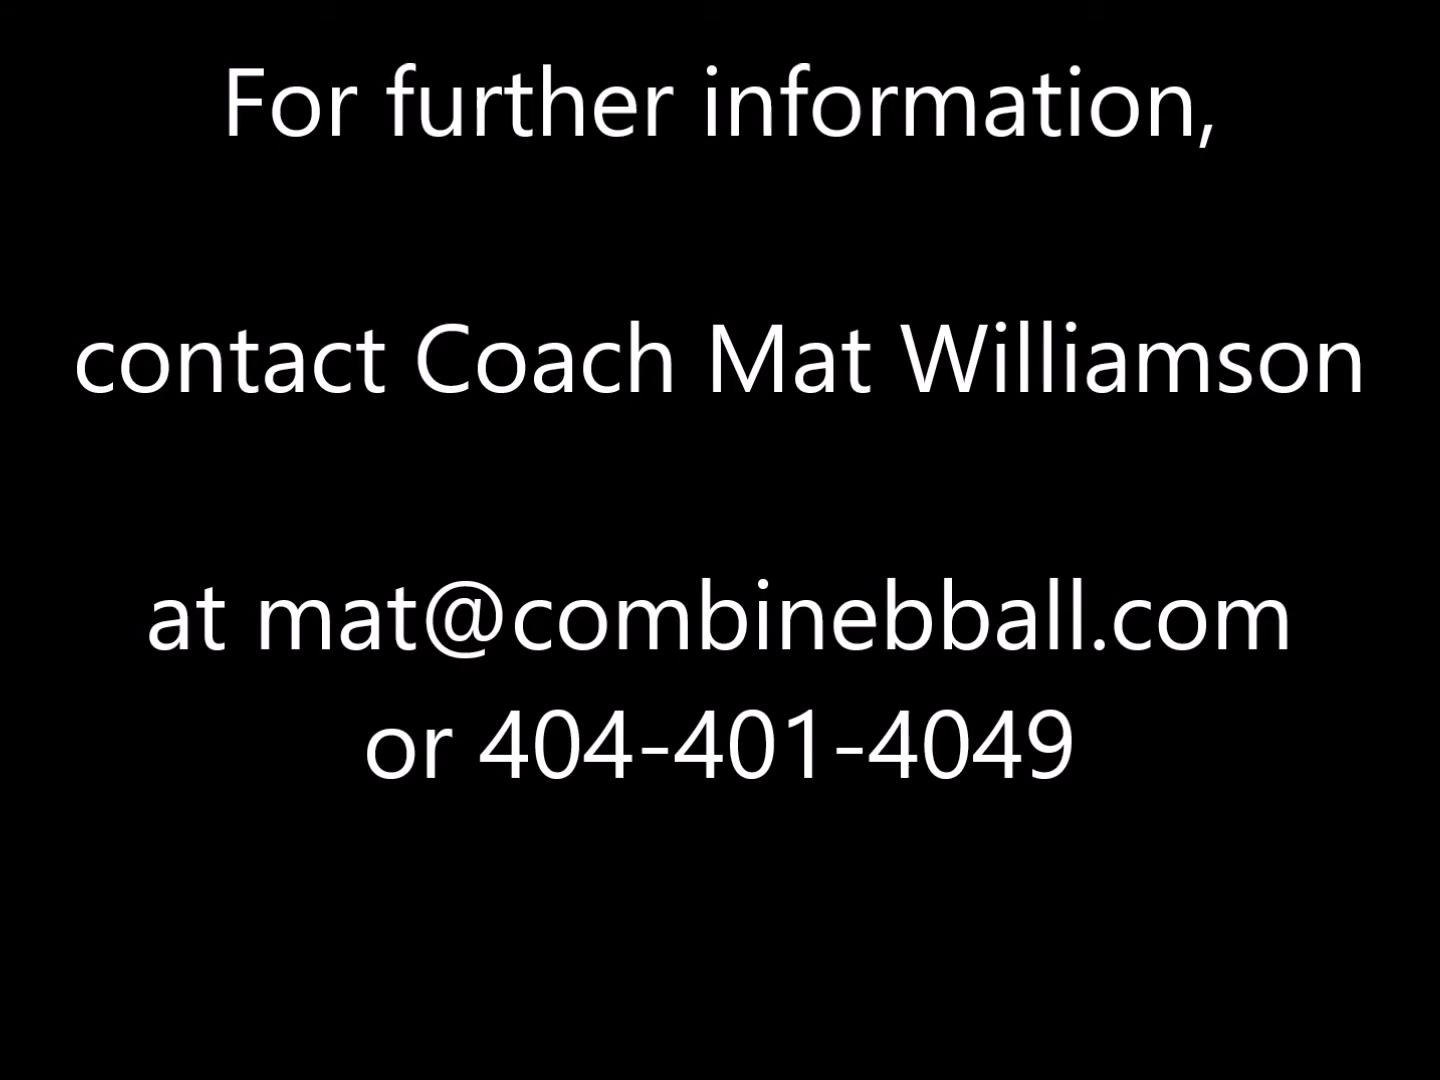 For further information,
contact Coach Mat Williamson
at mat@combinebball.com
or 404-401-4049